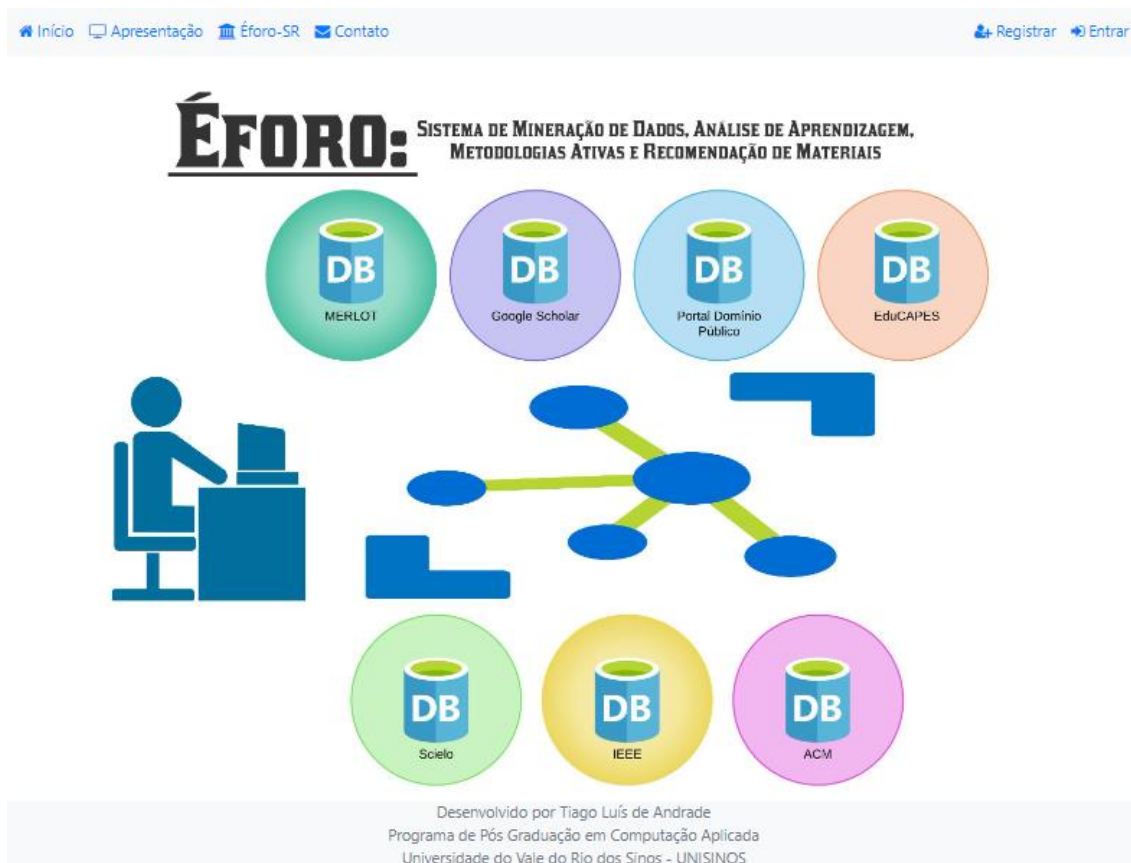 Início Apresentação Éforo-SR Contato Registrar Entrar
ÉFORO: SISTEMA DE MINERAÇÃO DE DADOS, ANÁLISE DE APRENDIZAGEM,
METODOLOGIAS ATIVAS E RECOMENDAÇÃO DE MATERIAIS
DB DB DB DB
MERLOT Google Scholar Portal Domínio EduCAPES
Público
DB DB DB
Scielo IEEE ACM
Desenvolvido por Tiago Luís de Andrade
Programa de Pós Graduação em Computação Aplicada
Universidade do Vale do Rio dos Sinos - UNISINOS